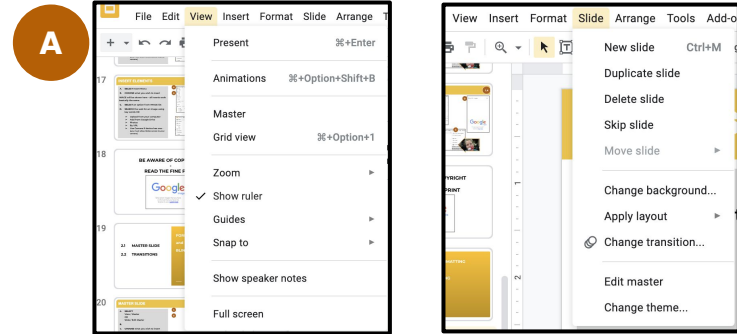 A
File Edit View Insert Format Slide Arrange
Present ⌘+Enter
Animations ⌘+Option+Shift+B
Master
Grid view ⌘+Option+1
Zoom
Show ruler
Guides
Snap to
Show speaker notes
Full screen
17
18
BE AWARE OF COP
READ THE FINE P
Google
19
2.1 MASTER SLIDE
2.2 TRANSITIONS
20
MASTER SLIDE
View Insert Format Slide Arrange Tools Add-o
New slide Ctrl+M
Duplicate slide
Delete slide
Skip slide
Move slide
Change background...
Apply layout
Change transition...
Edit master
Change theme...
Google
PYRIGHT
PRINT
1
2